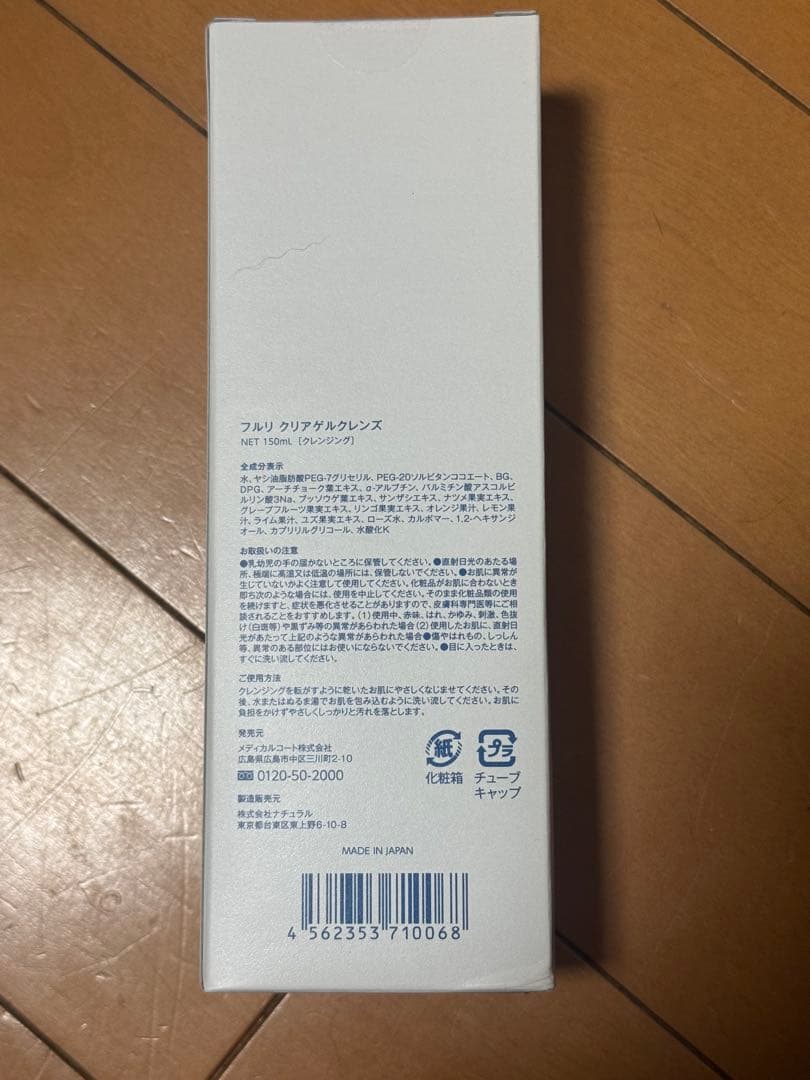 フルリ クリアゲルクレンズ
NET 150mL［クレンジング］
全成分表示
水、ヤシ油脂肪酸PEG-7グリセリル、PEG-20ソルビタンココエート、BG、
DPG、アーチチョーク葉エキス、α-アルブチン、パルミチン酸アスコルビ
ルリン酸3Na、ブッソウゲ葉エキス、サンザシエキス、ナツメ果実エキス、
グレープフルーツ果実エキス、リンゴ果実エキス、オレンジ果汁、レモン果
汁、ライム果汁、ユズ果実エキス、ローズ水、カルボマー、1,2-ヘキサンジ
オール、カプリリルグリコール、水酸化K
お取扱いの注意
●乳幼児の手の届かないところに保管してください。●直射日光のあたる場
所、極端に高温又は低温の場所には、保管しないでください。●お肌に異常が
生じていないかよく注意して使用してください。化粧品がお肌に合わないとき
即ち次のような場合には、使用を中止してください。そのまま化粧品類の使用
を続けますと、症状を悪化させることがありますので、皮膚科専門医等にご相
談されることをおすすめします。(1)使用中、赤味、はれ、かゆみ、刺激、色抜
け(白斑等)や黒ずみ等の異常があらわれた場合(2)使用したお肌に、直射日
光があたって上記のような異常があらわれた場合●傷やはれもの、しっしん
等、異常のある部位にはお使いにならないでください。●目に入ったときは、
すぐに洗い流してください。
ご使用方法
クレンジングを転がすように乾いたお肌にやさしくなじませてください。その
後、水またはぬるま湯でお肌を包み込むように洗い流してください。お肌に
負担をかけずやさしくしっかりと汚れを落とします。
発売元
メディカルコート株式会社
広島県広島市中区三川町2-10
0120-50-2000
紙
化粧箱
プラ
チューブ
キャップ
製造販売元
株式会社ナチュラル
東京都台東区東上野6-10-8
MADE IN JAPAN
4 562353 710068